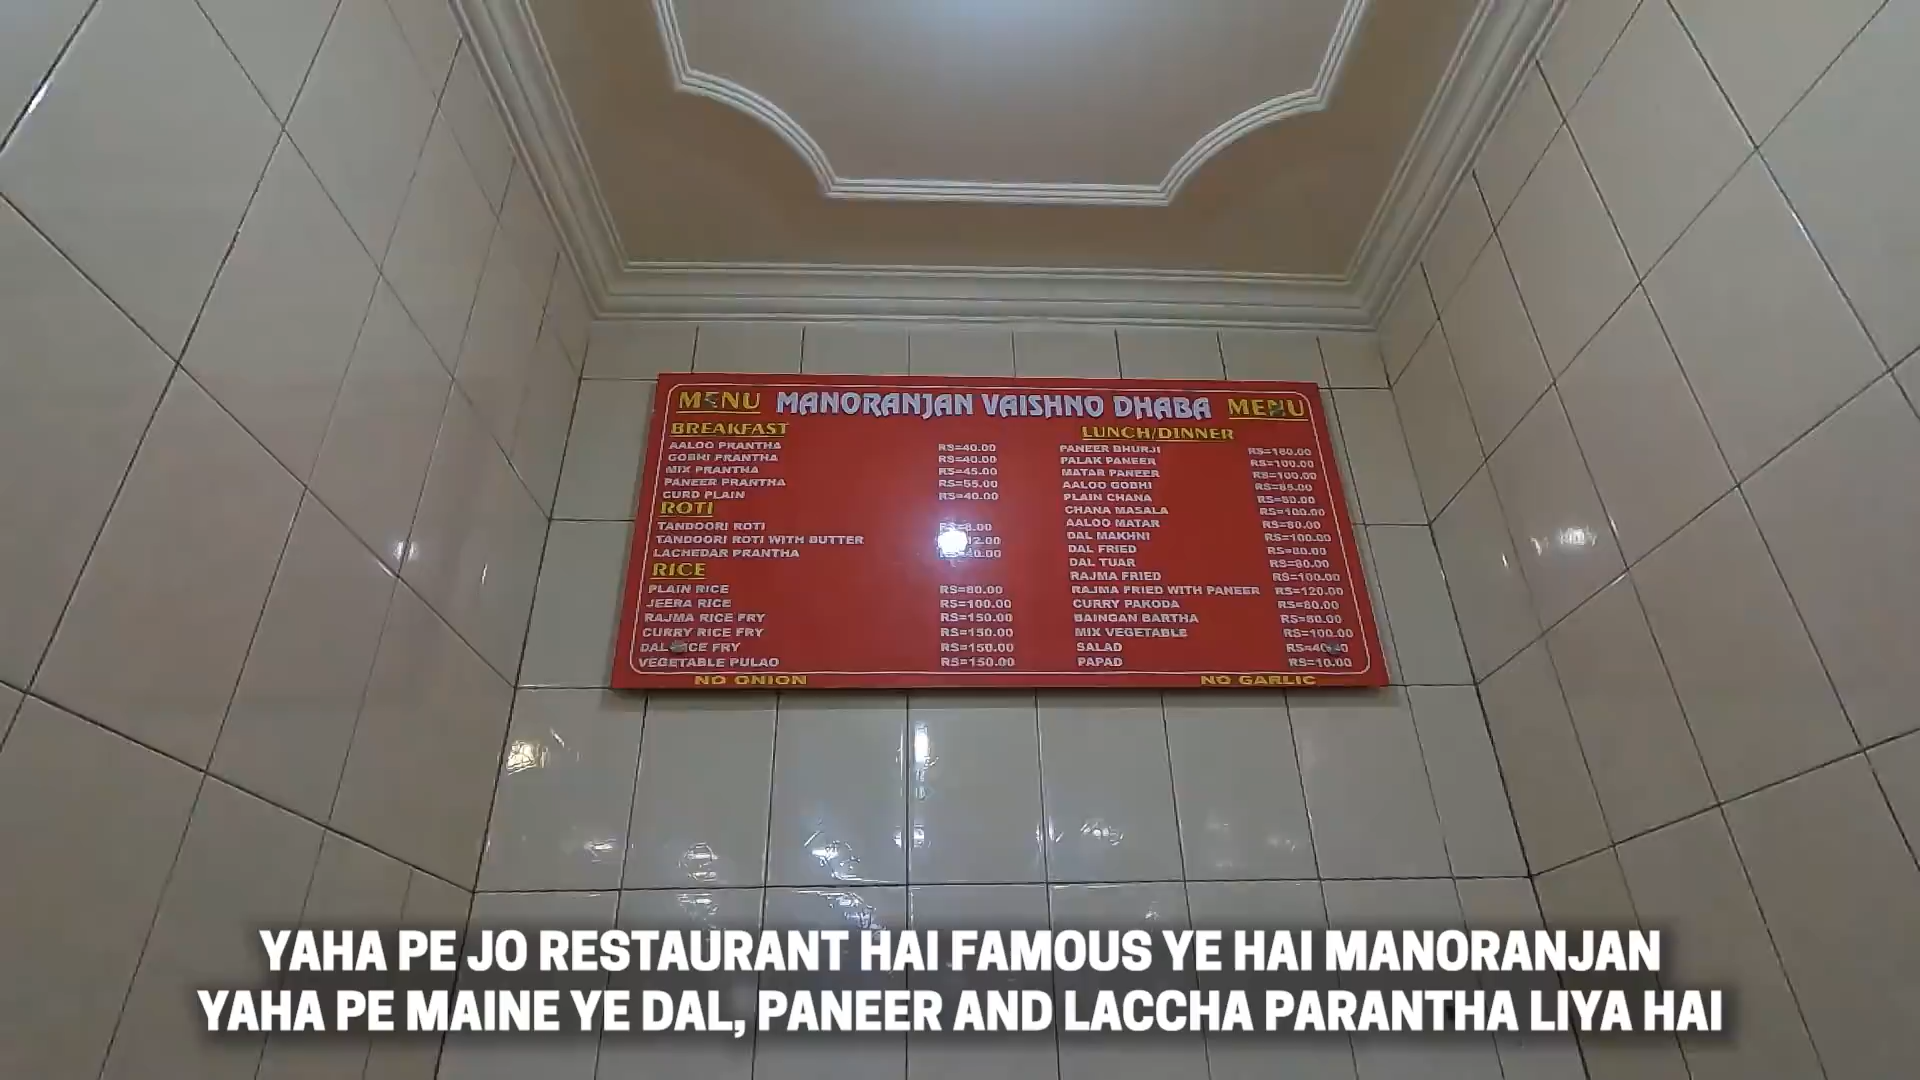 MENU MANORANJAN VAISHNO DHABA MENU
BREAKFAST
AALOO PRANTHA RS=40.00
GOBHI PRANTHA RS=40.00
MIX PRANTHA RS=45.00
PANEER PRANTHA RS=55.00
CURD PLAIN RS=40.00
ROTI
TANDOORI ROTI
TANDOORI ROTI WITH BUTTER
LACHEDAR PRANTHA
RICE
PLAIN RICE RS=80.00
JEERA RICE RS=100.00
RAJMA RICE FRY RS=150.00
CURRY RICE FRY RS=150.00
DAL RICE FRY RS=150.00
VEGETABLE PULAO RS=150.00
NO ONION
LUNCH/DINNER
PANEER BHURJI
PALAK PANEER RS=100.00
MATAR PANEER RS=100.00
AALOO GOBHI
PLAIN CHANA RS=80.00
CHANA MASALA RS=100.00
AALOO MATAR RS=80.00
DAL MAKHNI RS=100.00
DAL FRIED RS=80.00
DAL TUAR RS=80.00
RAJMA FRIED RS=100.00
RAJMA FRIED WITH PANEER RS=120.00
CURRY PAKODA RS=80.00
BAINGAN BARTHA RS=80.00
MIX VEGETABLE RS=100.00
SALAD
PAPAD RS=10.00
NO GARLIC
YAHA PE JO RESTAURANT HAI FAMOUS YE HAI MANORANJAN
YAHA PE MAINE YE DAL, PANEER AND LACCHA PARANTHA LIYA HAI